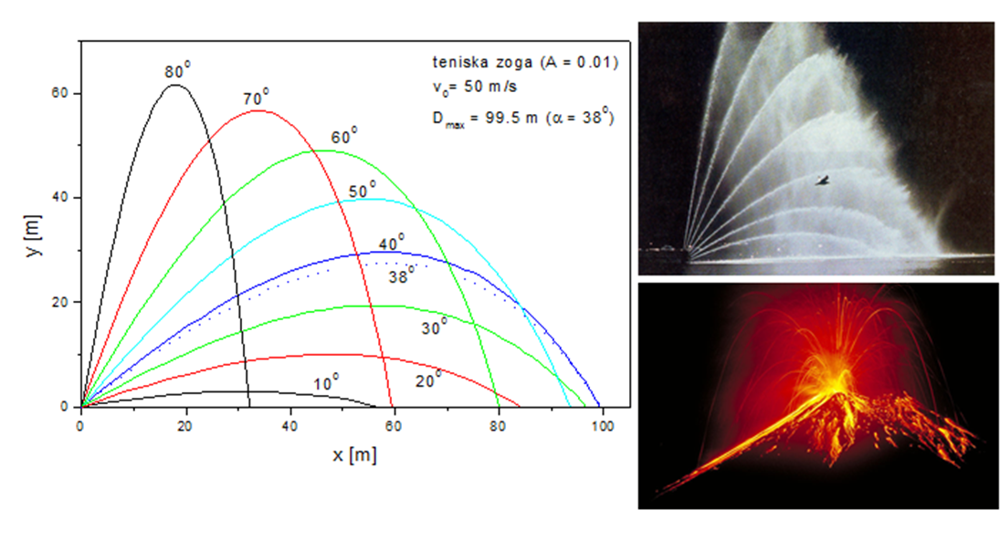 teniska zoga (A = 0.01)
v₀= 50 m/s
Dmax = 99.5 m (α = 38°)
80°
70°
60°
50°
40°
38°
30°
20°
10°
y [m]
60
40
20
0
0 20 40 60 80 100
x [m]